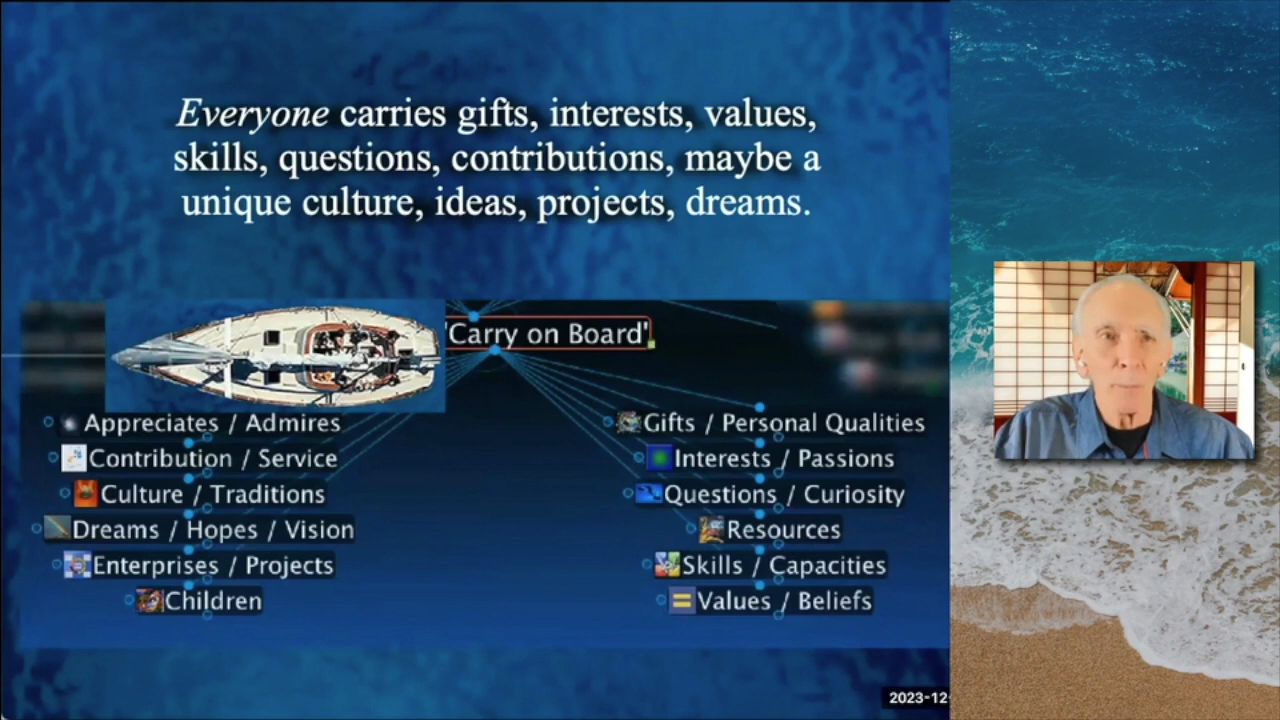 Everyone carries gifts, interests, values,
skills, questions, contributions, maybe a
unique culture, ideas, projects, dreams.
'Carry on Board'
Appreciates / Admires
Contribution / Service
Culture / Traditions
Dreams / Hopes / Vision
Enterprises / Projects
Children
Gifts / Personal Qualities
Interests / Passions
Questions / Curiosity
Resources
Skills / Capacities
Values / Beliefs
2023-12